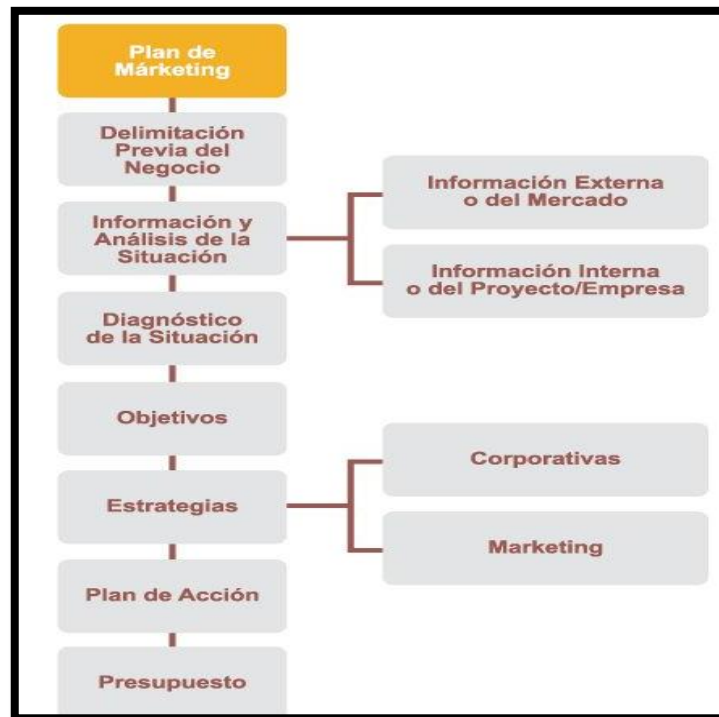 Plan de
Márketing
Delimitación
Previa del
Negocio
Información y
Análisis de la
Situación
Información Externa
o del Mercado
Información Interna
o del Proyecto/Empresa
Diagnóstico
de la Situación
Objetivos
Estrategias
Corporativas
Marketing
Plan de Acción
Presupuesto